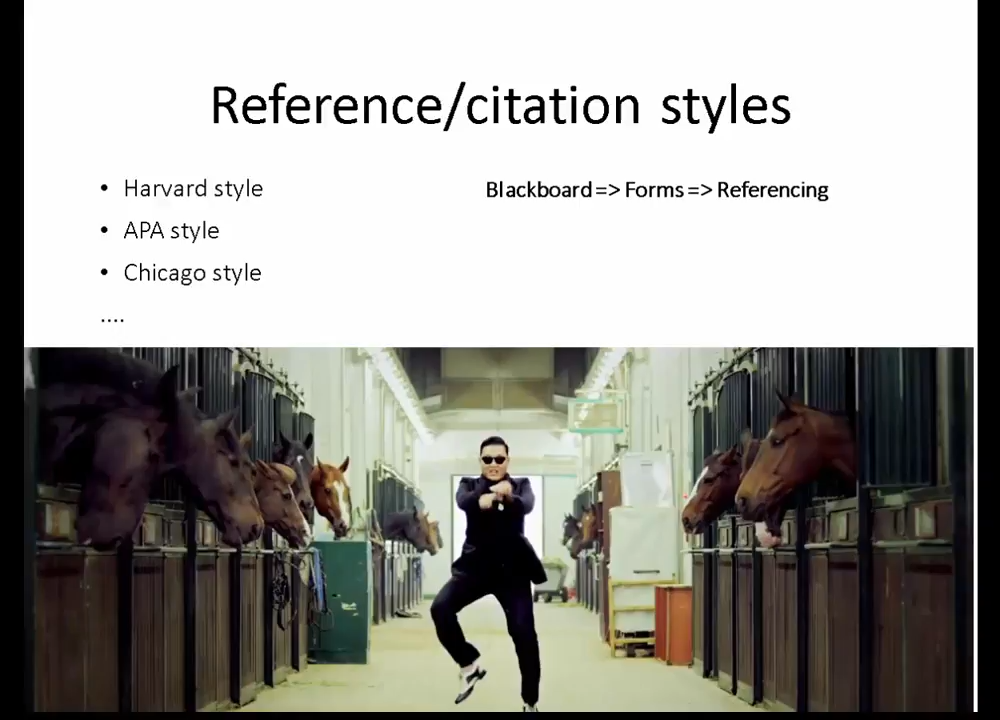 Reference/citation styles
• Harvard style
• APA style
• Chicago style
....
Blackboard => Forms => Referencing